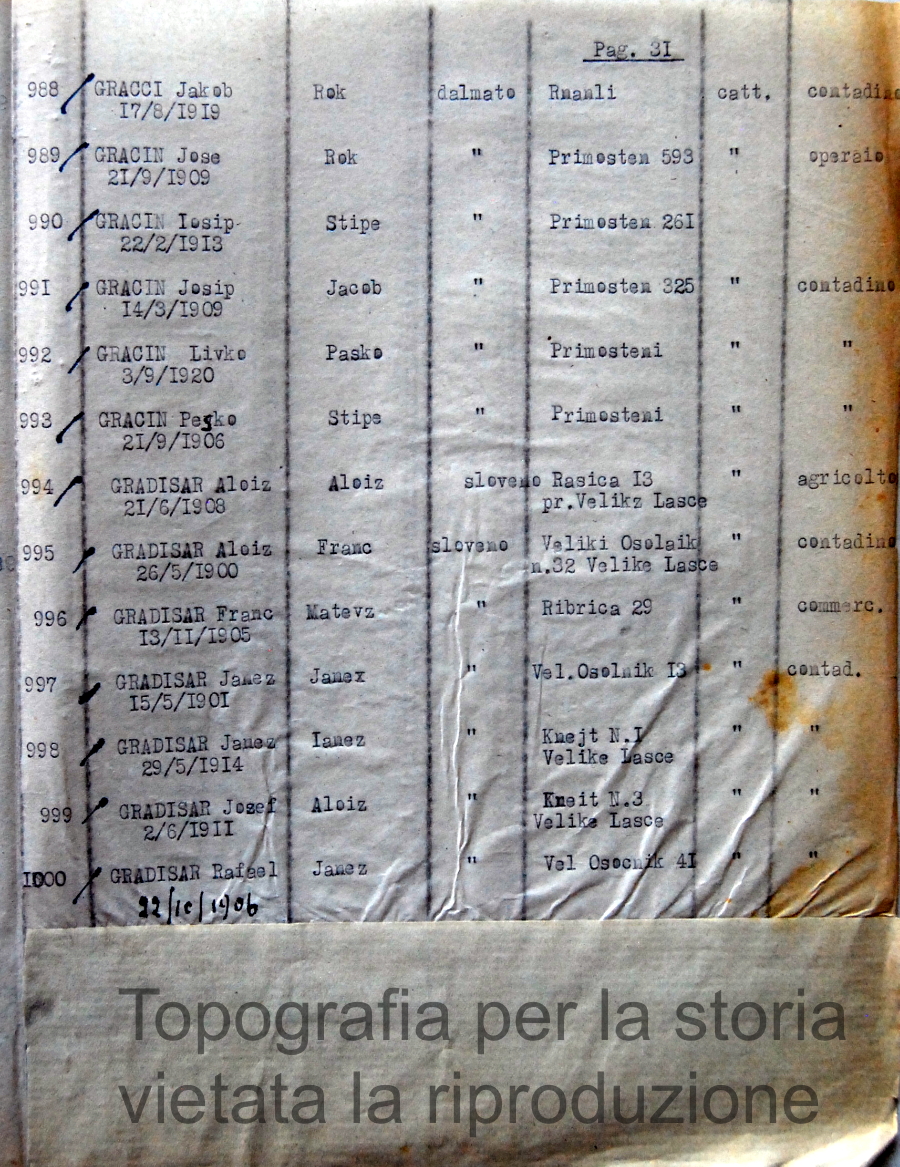 Pag. 3I
988 GRACCI Jakob Rok dalmato Rnanli catt. contadino
I7/8/I9I9
989 GRACIN Jose Rok " Primosten 593 " operaio
2I/9/I909
990 GRACIN Iosip Stipe " Primosten 26I
22/2/I9I3
99I GRACIN Josip Jacob " Primosten 325 " contadino
I4/3/I909
992 GRACIN Livko Pasko " Primosteni " "
3/9/I920
993 GRACIN Pesko Stipe " Primosteni " "
2I/9/I906
994 GRADISAR Aloiz Aloiz sloveno Rasica I3 " agricolto
2I/6/I908 pr.Velikz Lasce
995 GRADISAR Aloiz Franc sloveno Veliki Osolaik " contadino
26/5/I900 n.32 Velike Lasce
996 GRADISAR Franc Matevz " Ribrica 29 " commerc.
I3/II/I905
997 GRADISAR Janez Janex " Vel.Osolnik I3 " contad.
I5/5/I90I
998 GRADISAR Janez Ianez " Knejt N.I " "
29/5/I9I4 Velike Lasce
999 GRADISAR Jozef Aloiz " Kneit N.3 " "
2/6/I9II Velike Lasce
I000 GRADISAR Rafael Janez " Vel Osocnik 4I " "
22/10/1906
Topografia per la storia
vietata la riproduzione